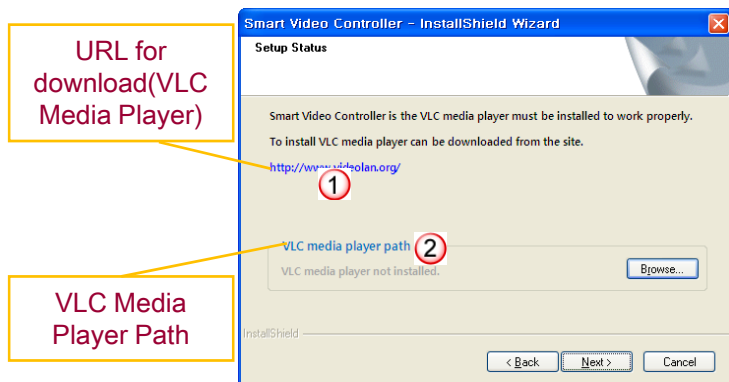 URL for
download(VLC
Media Player)
Smart Video Controller - InstallShield Wizard
Setup Status
Smart Video Controller is the VLC media player must be installed to work properly.
To install VLC media player can be downloaded from the site.
http://www.videolan.org/
1
VLC media player path 2
VLC media player not installed.
Browse...
VLC Media
Player Path
InstallShield
< Back Next > Cancel